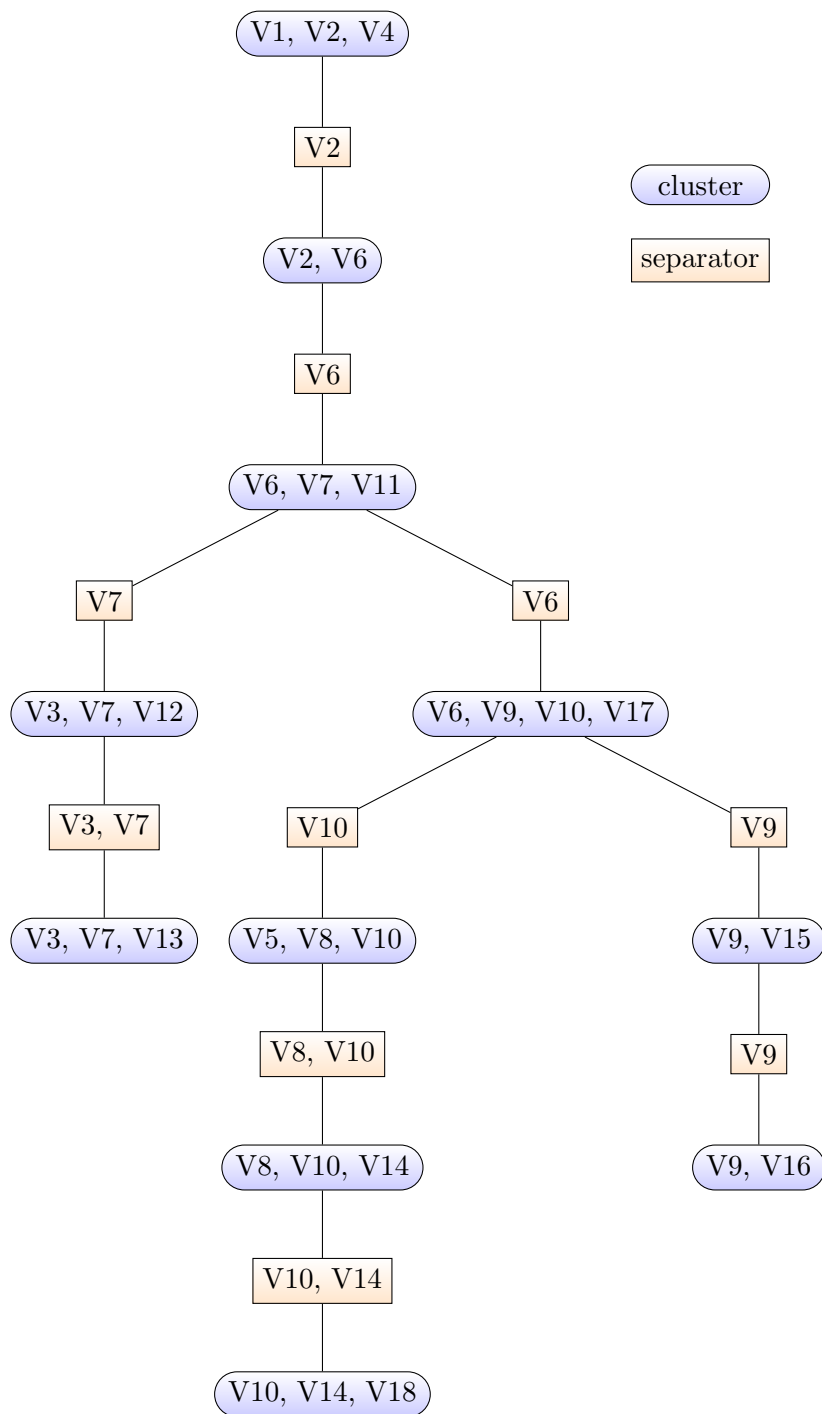 V1, V2, V4
V2
cluster
V2, V6
separator
V6
V6, V7, V11
V7
V6
V3, V7, V12
V6, V9, V10, V17
V3, V7
V10
V9
V3, V7, V13
V5, V8, V10
V9, V15
V8, V10
V9
V8, V10, V14
V9, V16
V10, V14
V10, V14, V18